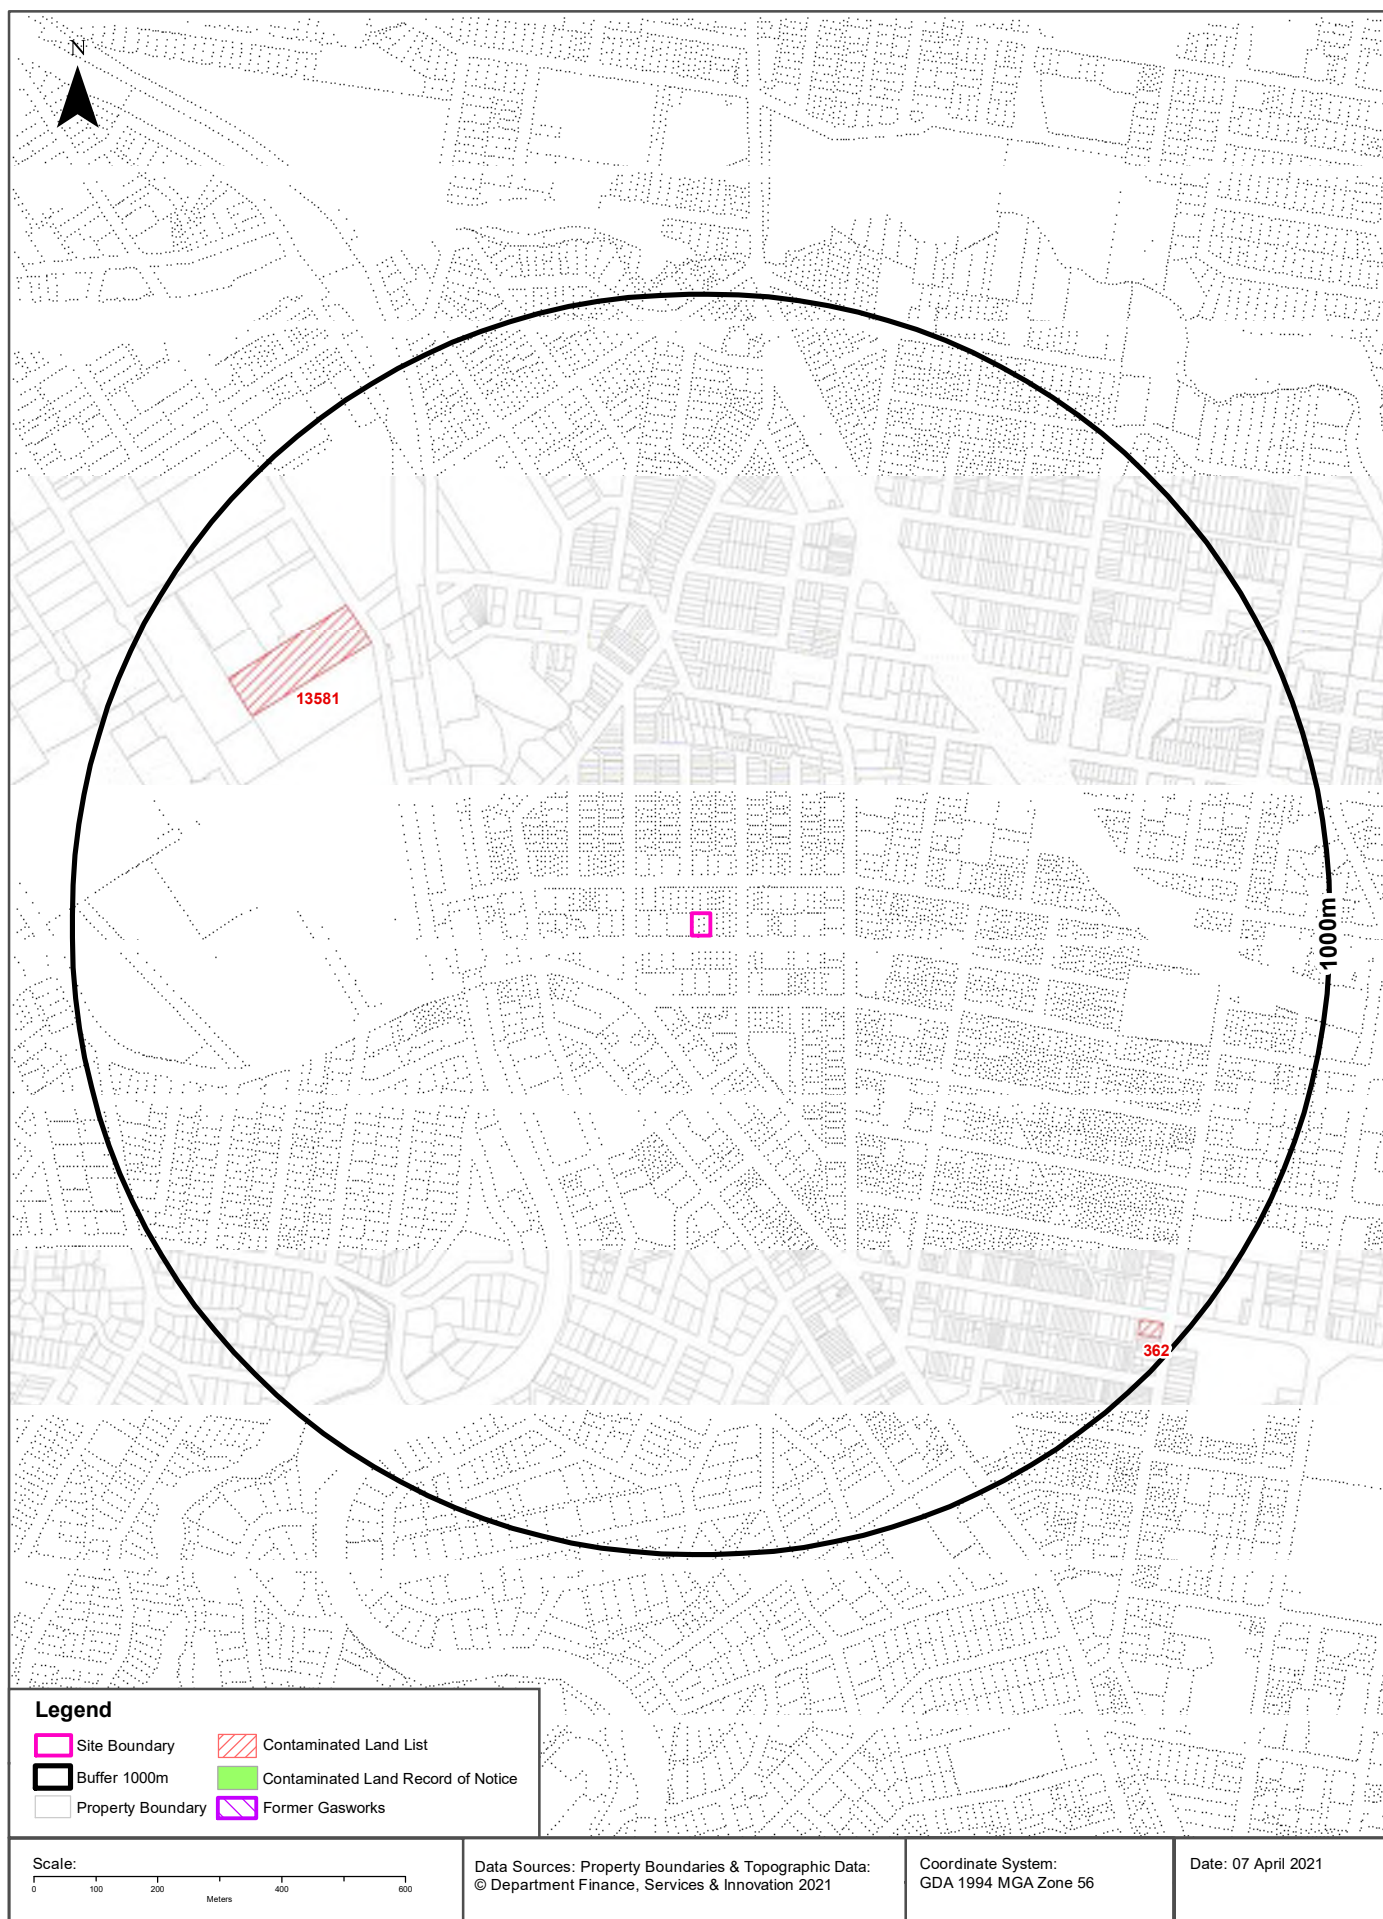 N
13581
1000m
362
Legend
Site Boundary
Contaminated Land List
Buffer 1000m
Contaminated Land Record of Notice
Property Boundary
Former Gasworks
Scale:
0 100 200 400 600
Meters
Data Sources: Property Boundaries & Topographic Data:
© Department Finance, Services & Innovation 2021
Coordinate System:
GDA 1994 MGA Zone 56
Date: 07 April 2021